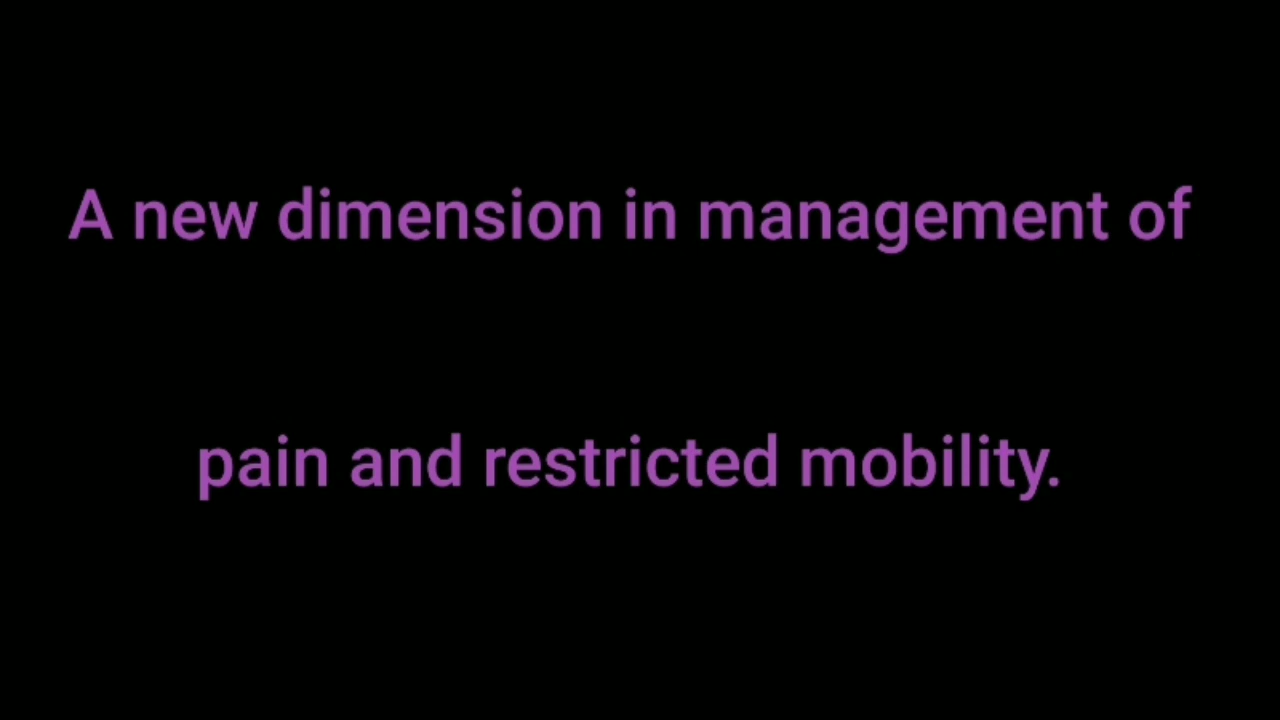 A new dimension in management of
pain and restricted mobility.